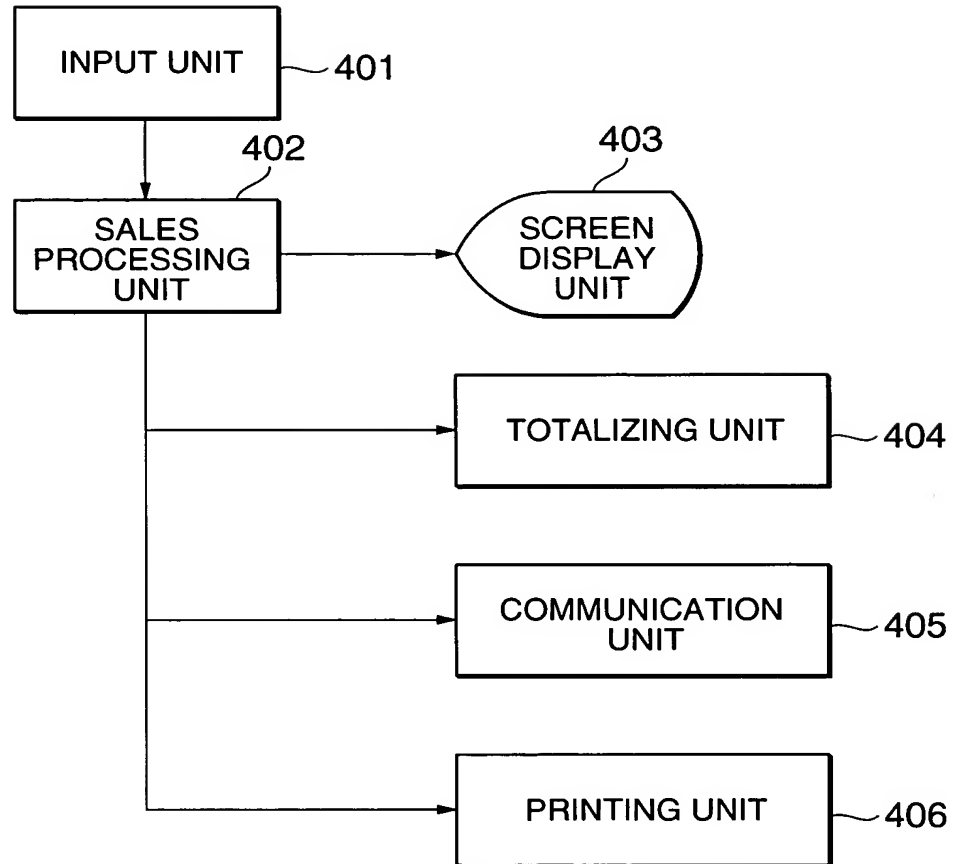 INPUT UNIT
401
402
SALES
PROCESSING
UNIT
403
SCREEN
DISPLAY
UNIT
TOTALIZING UNIT
404
COMMUNICATION
UNIT
405
PRINTING UNIT
406